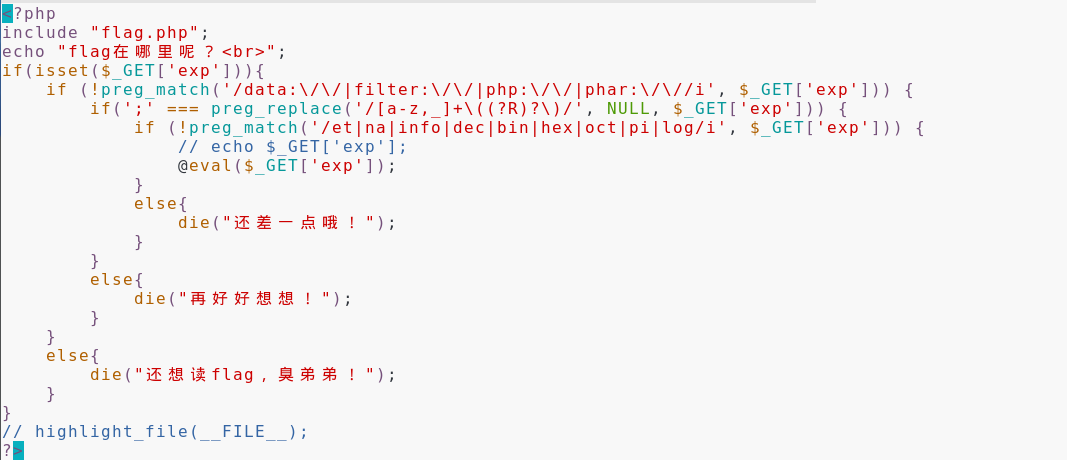 <?php
include "flag.php";
echo "flag在哪里呢？<br>";
if(isset($_GET['exp'])){
    if (!preg_match('/data:\/\/|filter:\/\/|php:\/\/|phar:\/\//i', $_GET['exp'])) {
        if(';' === preg_replace('/[a-z,_]+\((?R)?\)/', NULL, $_GET['exp'])) {
            if (!preg_match('/et|na|info|dec|bin|hex|oct|pi|log/i', $_GET['exp'])) {
                // echo $_GET['exp'];
                @eval($_GET['exp']);
            }
            else{
                die("还差一点哦！");
            }
        }
        else{
            die("再好好想想！");
        }
    }
    else{
        die("还想读flag，臭弟弟！");
    }
}
// highlight_file(__FILE__);
?>